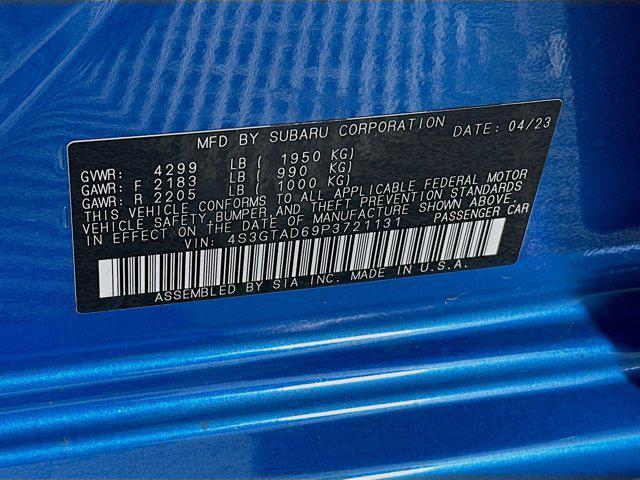 MFD BY SUBARU CORPORATION DATE: 04/23
GVWR: 4299 LB ( 1950 KG)
GAWR: F 2183 LB ( 990 KG)
GAWR: R 2205 LB ( 1000 KG)
THIS VEHICLE CONFORMS TO ALL APPLICABLE FEDERAL MOTOR
VEHICLE SAFETY, BUMPER, AND THEFT PREVENTION STANDARDS
IN EFFECT ON THE DATE OF MANUFACTURE SHOWN ABOVE.
VIN: 4S3GTAD69P3721131 PASSENGER CAR
ASSEMBLED BY SIA INC. MADE IN U.S.A.